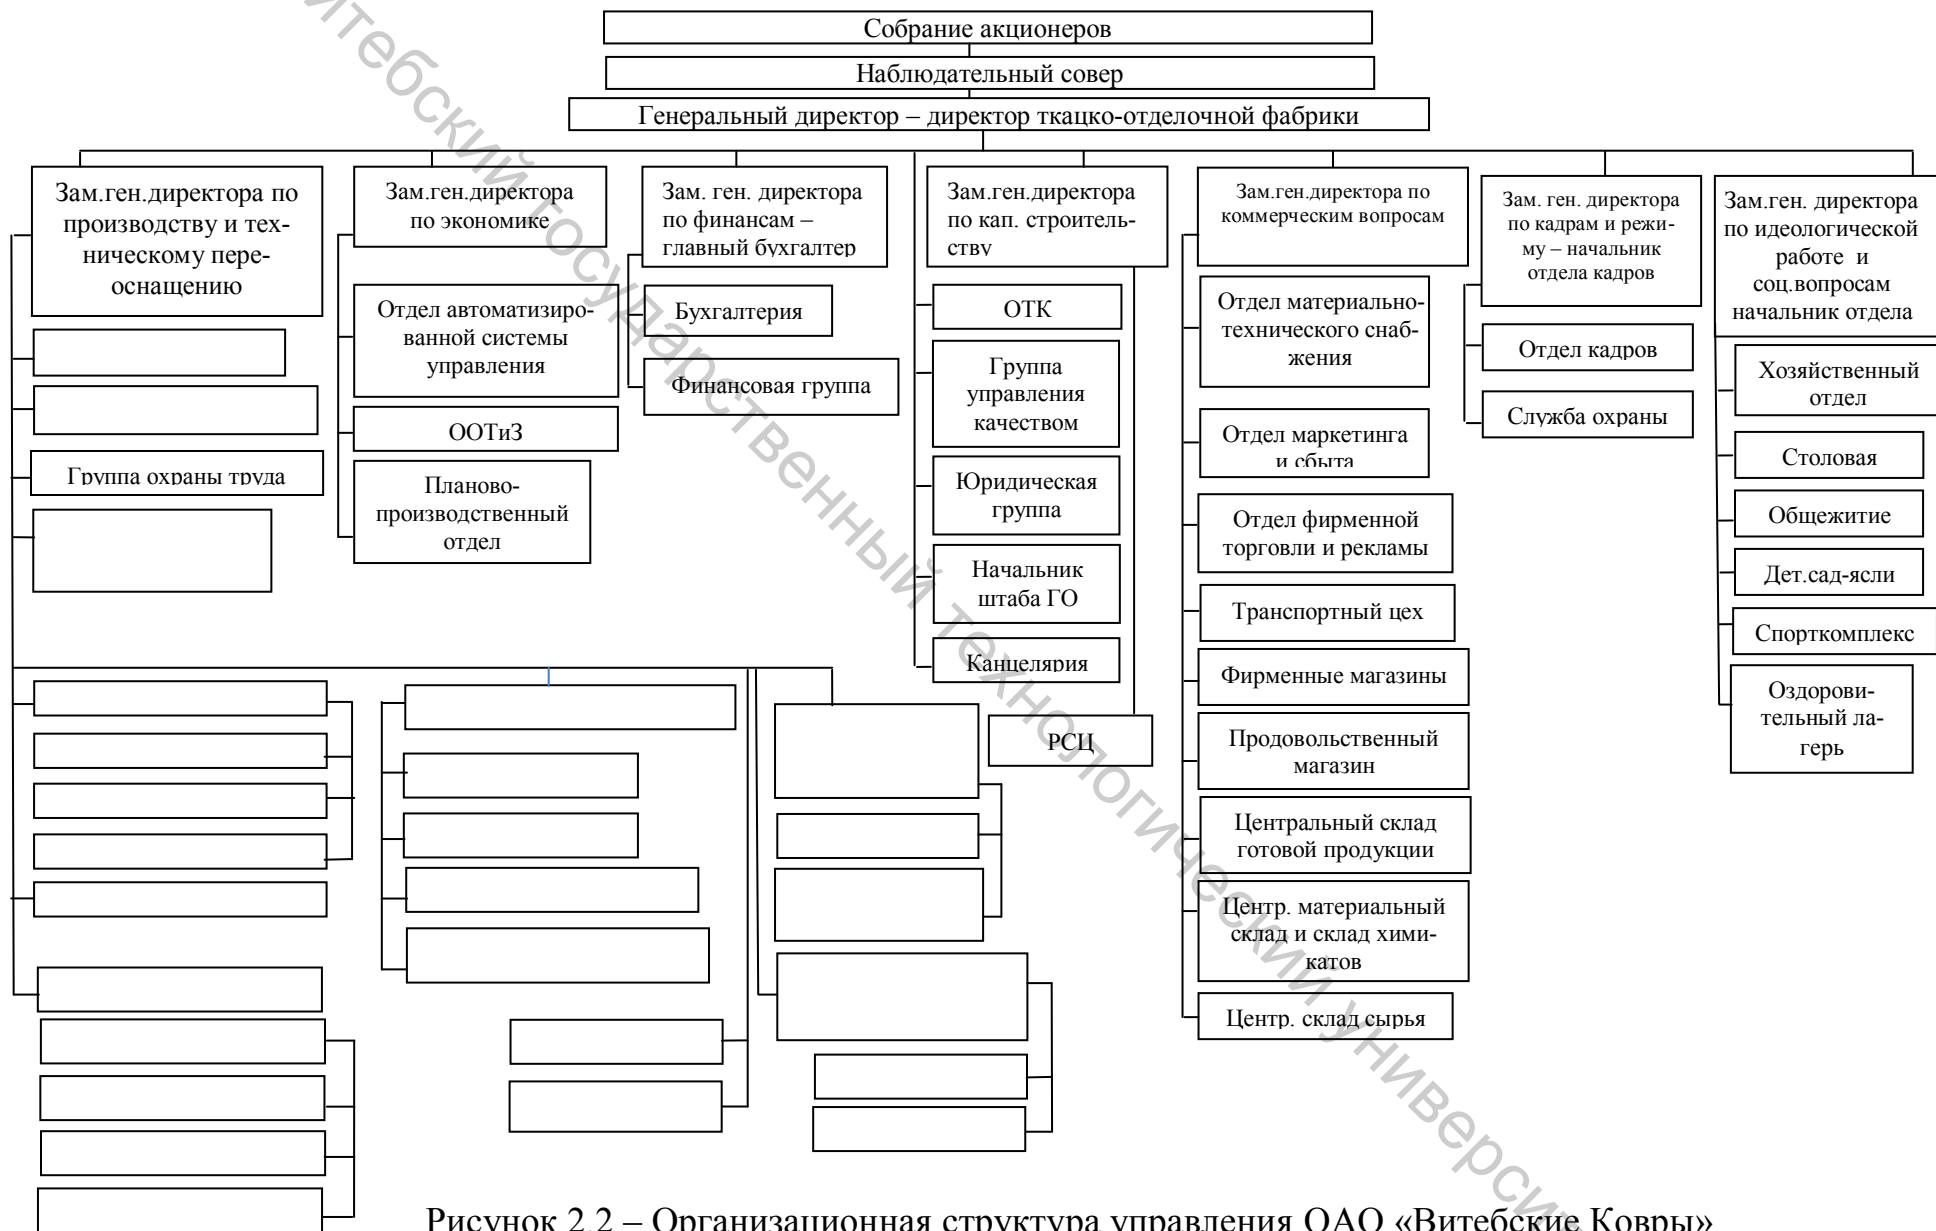 Собрание акционеров
Наблюдательный совер
Генеральный директор – директор ткацко-отделочной фабрики
Зам.ген.директора по
производству и тех-
ническому пере-
оснащению
Группа охраны труда
Зам.ген.директора
по экономике
Отдел автоматизиро-
ванной системы
управления
ООТиЗ
Планово-
производственный
отдел
Зам. ген. директора
по финансам –
главный бухгалтер
Бухгалтерия
Финансовая группа
Зам.ген.директора
по кап. строитель-
ству
ОТК
Группа
управления
качеством
Юридическая
группа
Начальник
штаба ГО
Канцелярия
РСЦ
Зам.ген.директора по
коммерческим вопросам
Отдел материально-
технического снаб-
жения
Отдел маркетинга
и сбыта
Отдел фирменной
торговли и рекламы
Транспортный цех
Фирменные магазины
Продовольственный
магазин
Центральный склад
готовой продукции
Центр. материальный
склад и склад хими-
катов
Центр. склад сырья
Зам. ген. директора
по кадрам и режи-
му – начальник
отдела кадров
Отдел кадров
Служба охраны
Зам.ген. директора
по идеологической
работе и
соц.вопросам
начальник отдела
Хозяйственный
отдел
Столовая
Общежитие
Дет.сад-ясли
Спорткомплекс
Оздорови-
тельный ла-
герь
Рисунок 2.2 – Организационная структура управления ОАО «Витебские Ковры»
итебский государственный технологический университ